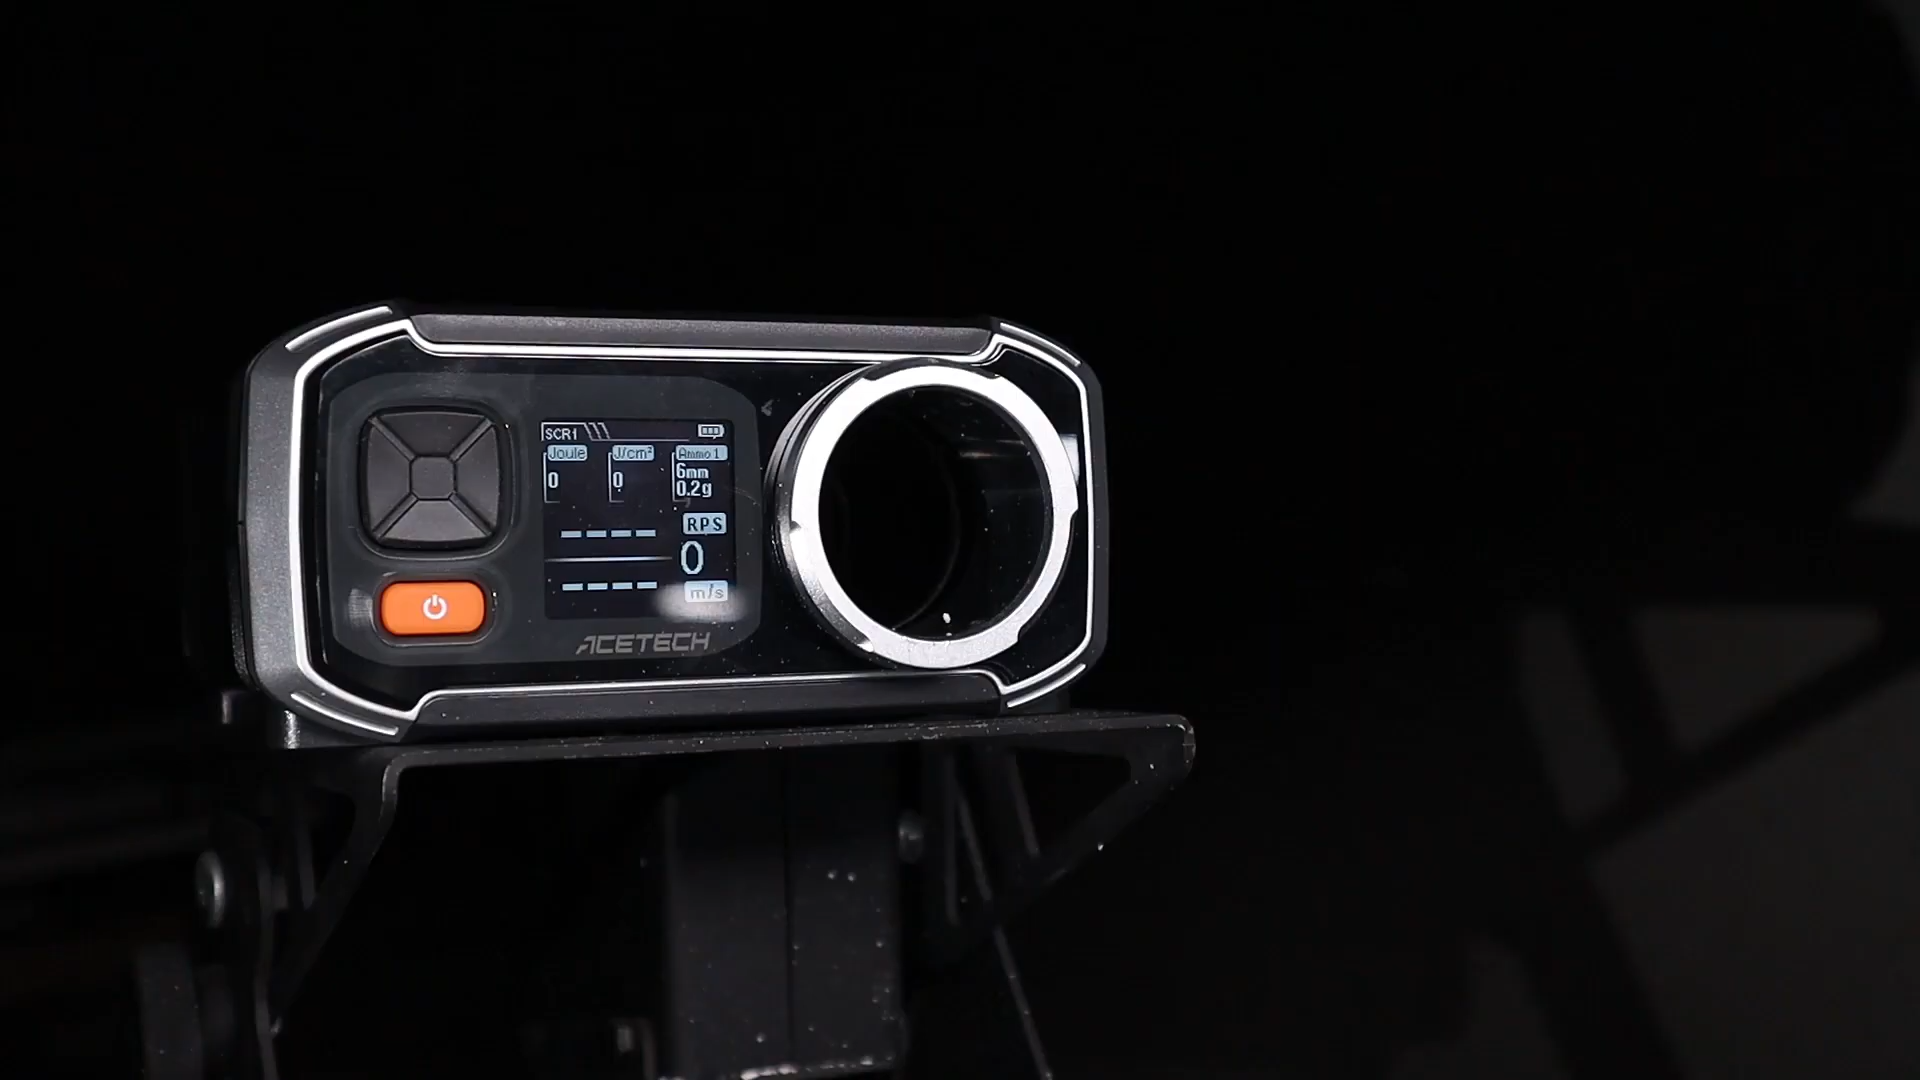 SCR1
Joule J/cm² Ammo 1
0 0 6mm
0.2g
---- RPS
0
---- m/s
ACETECH